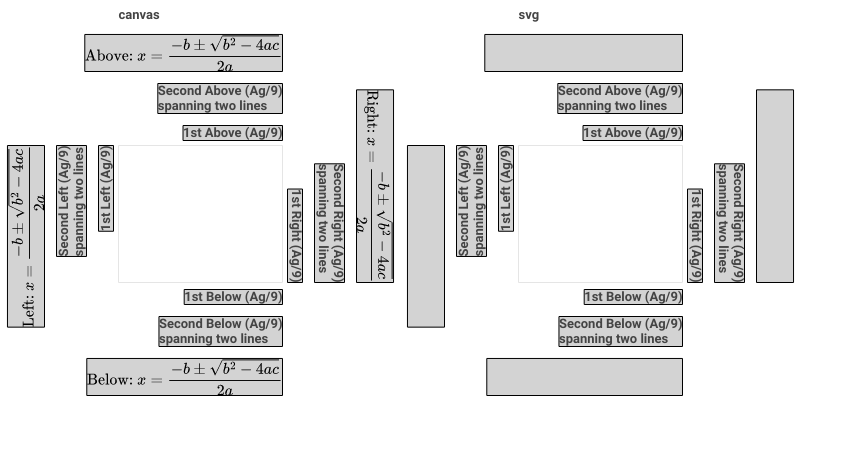 canvas
svg
Above: x = \frac{-b ± \sqrt{b^2 - 4ac}}{2a}
Second Above (Ag/9)
spanning two lines
1st Above (Ag/9)
Left: x = \frac{-b ± \sqrt{b^2 - 4ac}}{2a}
Second Left (Ag/9)
spanning two lines
1st Left (Ag/9)
1st Right (Ag/9)
Second Right (Ag/9)
spanning two lines
Right: x = \frac{-b ± \sqrt{b^2 - 4ac}}{2a}
1st Below (Ag/9)
Second Below (Ag/9)
spanning two lines
Below: x = \frac{-b ± \sqrt{b^2 - 4ac}}{2a}
Second Above (Ag/9)
spanning two lines
1st Above (Ag/9)
Second Left (Ag/9)
spanning two lines
1st Left (Ag/9)
1st Right (Ag/9)
Second Right (Ag/9)
spanning two lines
1st Below (Ag/9)
Second Below (Ag/9)
spanning two lines